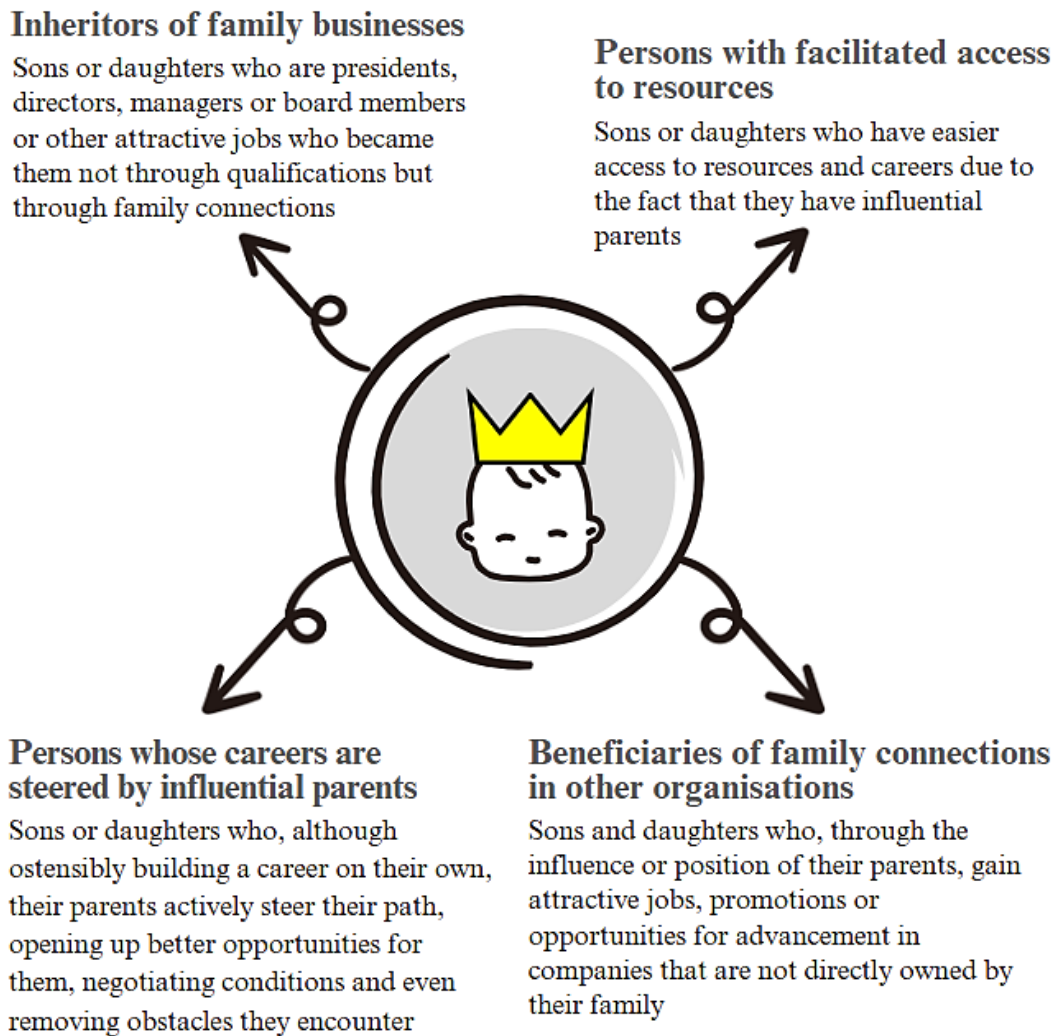 Inheritors of family businesses
Sons or daughters who are presidents,
directors, managers or board members
or other attractive jobs who became
them not through qualifications but
through family connections
Persons with facilitated access
to resources
Sons or daughters who have easier
access to resources and careers due to
the fact that they have influential
parents
Persons whose careers are
steered by influential parents
Sons or daughters who, although
ostensibly building a career on their own,
their parents actively steer their path,
opening up better opportunities for
them, negotiating conditions and even
removing obstacles they encounter
Beneficiaries of family connections
in other organisations
Sons and daughters who, through the
influence or position of their parents, gain
attractive jobs, promotions or
opportunities for advancement in
companies that are not directly owned by
their family